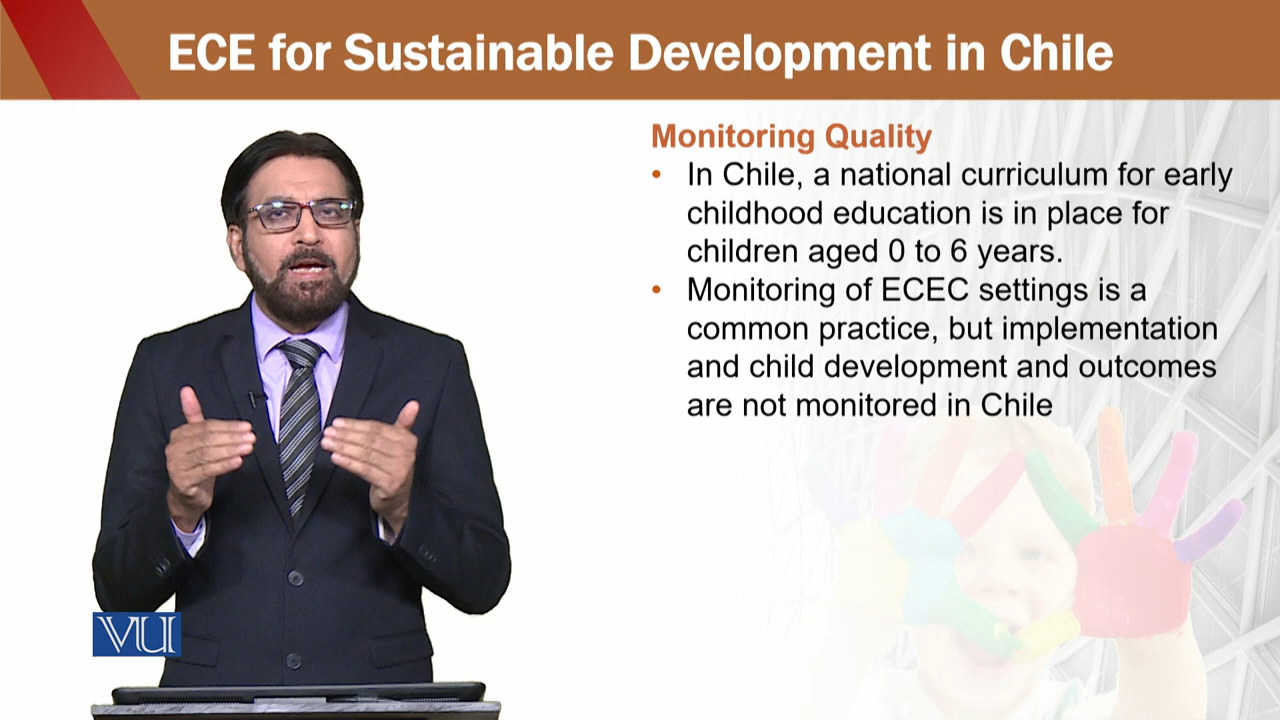 ECE for Sustainable Development in Chile
Monitoring Quality
• In Chile, a national curriculum for early
childhood education is in place for
children aged 0 to 6 years.
• Monitoring of ECEC settings is a
common practice, but implementation
and child development and outcomes
are not monitored in Chile
VU